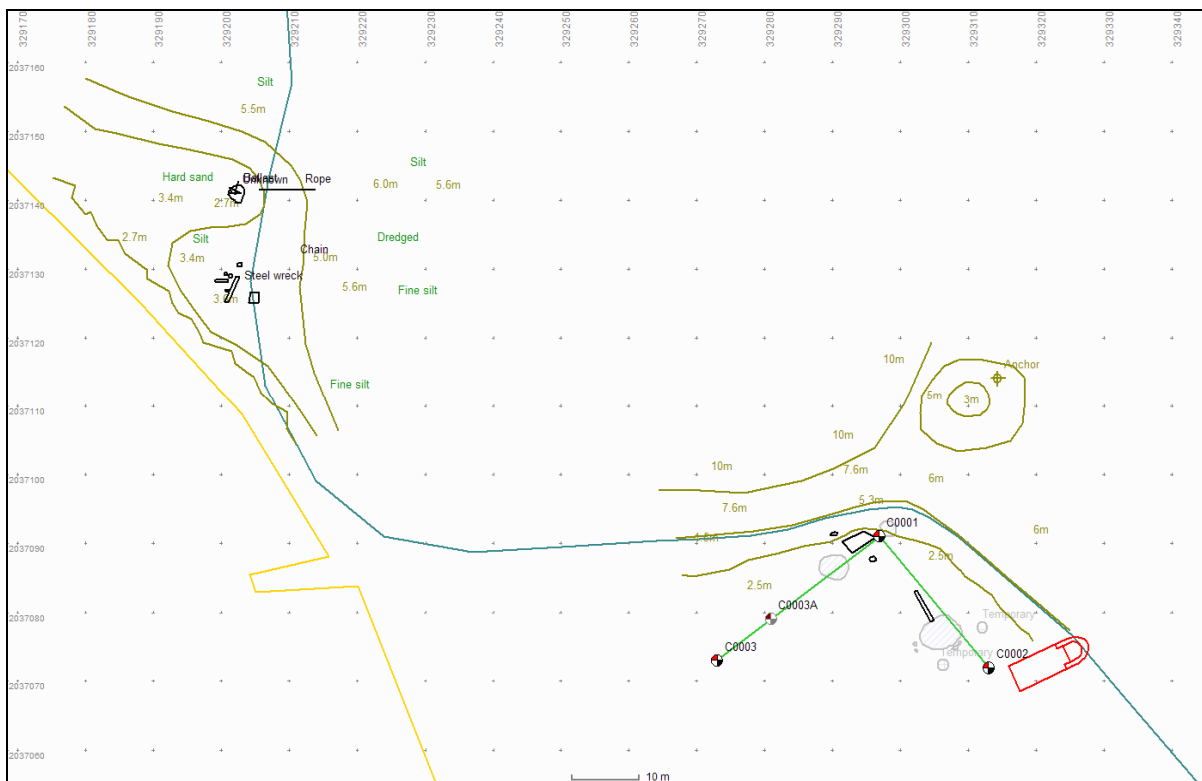 329170
329180
329190
329200
329210
329220
329230
329240
329250
329260
329270
329280
329290
329300
329310
329320
329330
329340
2037160
Silt
5.5m
2037150
Silt
Hard sand
Unknown
Rope
6.0m
5.6m
3.4m
2.7m
2037140
2.7m
Silt
Dredged
Chain
3.4m
5.0m
2037130
Steel wreck
5.6m
Fine silt
2037120
10m
Anchor
Fine silt
5m
3m
2037110
10m
10m
7.6m
6m
2037100
7.6m
5.3m
C0001
6m
2037090
2.5m
2.5m
C0003A
2037080
Temporary
C0003
Temporary
C0002
2037070
2037060
10 m